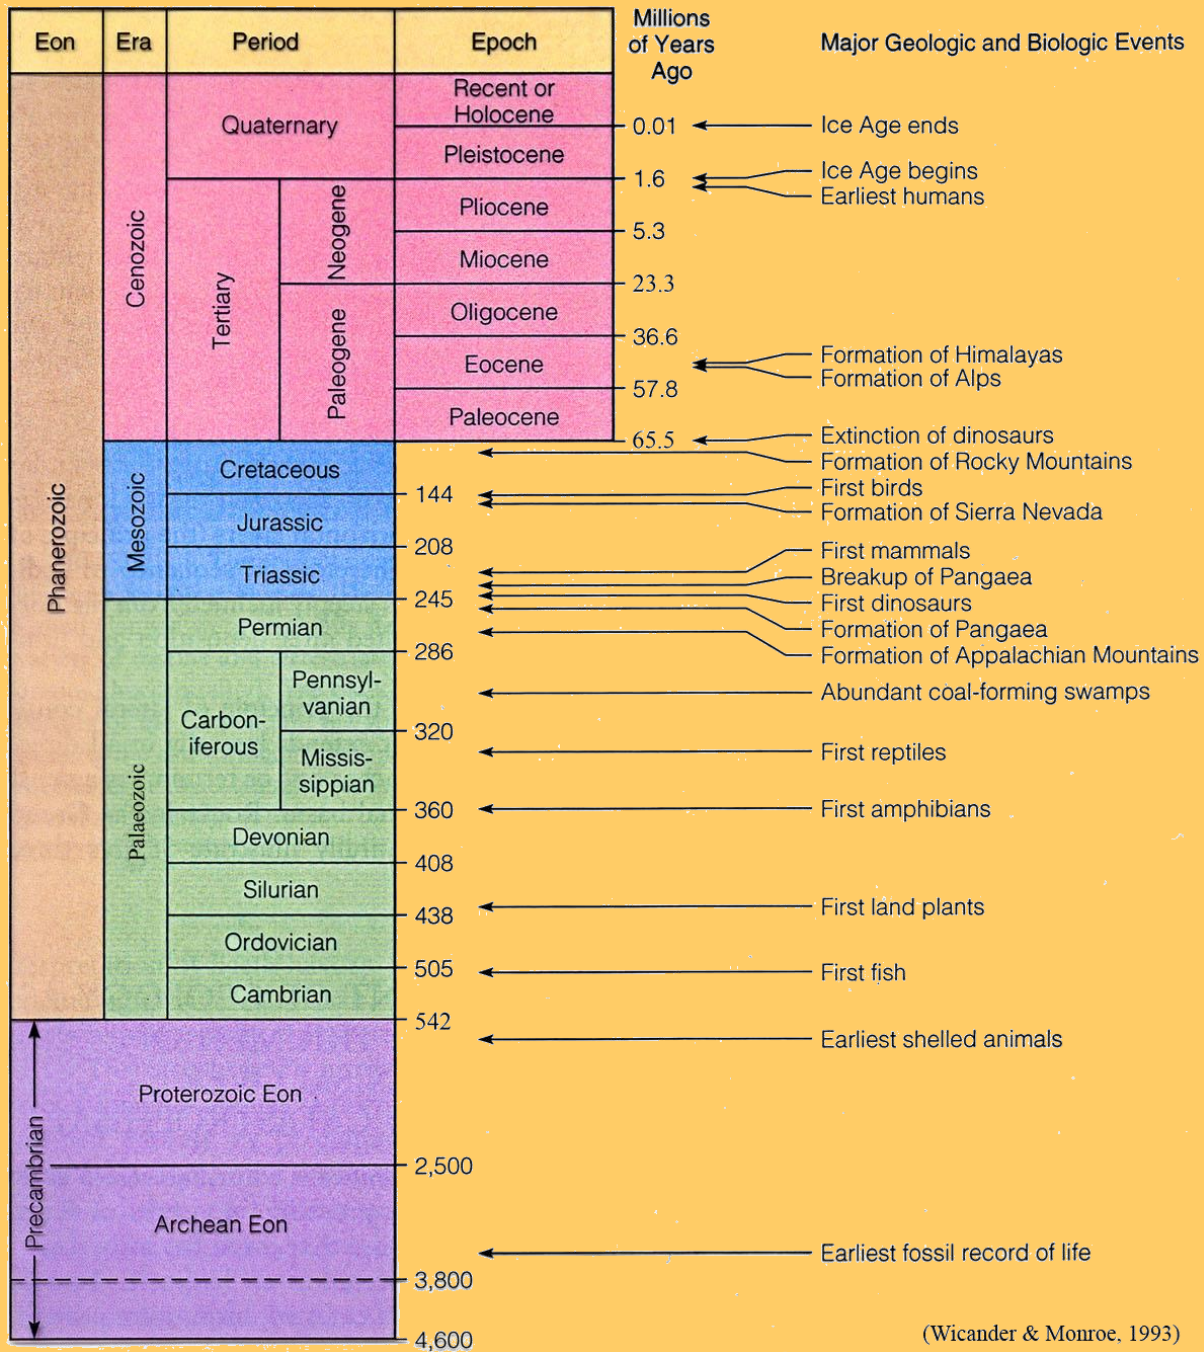 Eon
Era
Period
Epoch
Millions
of Years
Ago
Major Geologic and Biologic Events
Phanerozoic
Cenozoic
Quaternary
Recent or
Holocene
0.01
Ice Age ends
Pleistocene
1.6
Ice Age begins
Earliest humans
Tertiary
Neogene
Pliocene
5.3
Miocene
23.3
Paleogene
Oligocene
36.6
Eocene
Formation of Himalayas
Formation of Alps
57.8
Paleocene
65.5
Extinction of dinosaurs
Formation of Rocky Mountains
Mesozoic
Cretaceous
144
First birds
Formation of Sierra Nevada
Jurassic
208
First mammals
Triassic
Breakup of Pangaea
245
First dinosaurs
Palaeozoic
Permian
Formation of Pangaea
286
Formation of Appalachian Mountains
Carbon-
iferous
Pennsyl-
vanian
Abundant coal-forming swamps
320
Missis-
sippian
First reptiles
360
First amphibians
Devonian
408
Silurian
First land plants
438
Ordovician
505
First fish
Cambrian
542
Earliest shelled animals
Precambrian
Proterozoic Eon
2,500
Archean Eon
Earliest fossil record of life
3,800
4,600
(Wicander & Monroe, 1993)